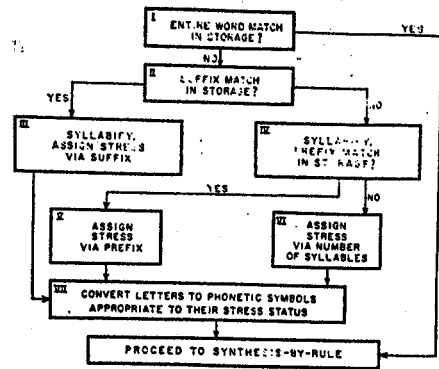 I
ENTIRE WORD MATCH
IN STORAGE?
YES
NO
II
SUFFIX MATCH
IN STORAGE?
YES
NO
III
SYLLABIFY,
ASSIGN STRESS
VIA SUFFIX
IV
SYLLABIFY,
PREFIX MATCH
IN STORAGE?
YES
NO
V
ASSIGN
STRESS
VIA PREFIX
VI
ASSIGN
STRESS
VIA NUMBER
OF SYLLABLES
VII
CONVERT LETTERS TO PHONETIC SYMBOLS
APPROPRIATE TO THEIR STRESS STATUS
PROCEED TO SYNTHESIS-BY-RULE